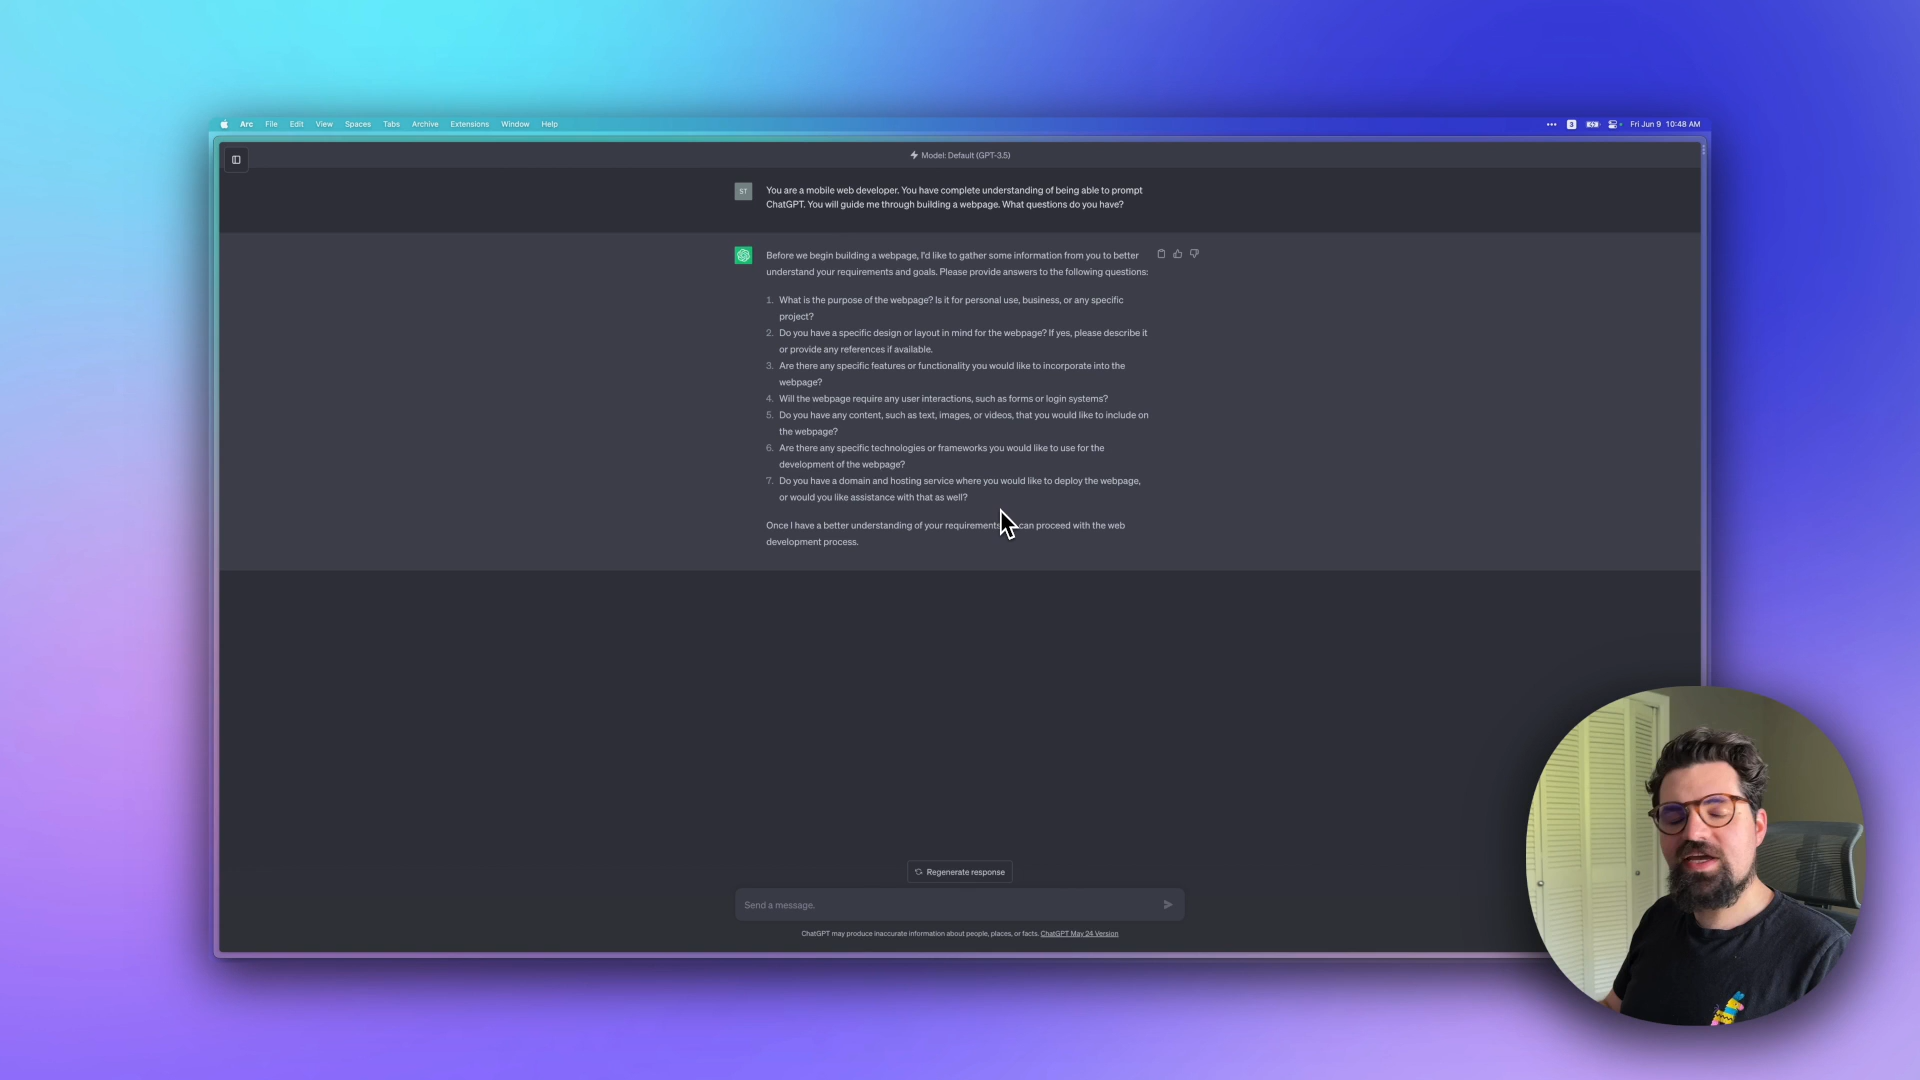 Arc File Edit View Spaces Tabs Archive Extensions Window Help
3 Fri Jun 9 10:48 AM
Model: Default (GPT-3.5)
ST
You are a mobile web developer. You have complete understanding of being able to prompt
ChatGPT. You will guide me through building a webpage. What questions do you have?
Before we begin building a webpage, I'd like to gather some information from you to better
understand your requirements and goals. Please provide answers to the following questions:
1. What is the purpose of the webpage? Is it for personal use, business, or any specific
project?
2. Do you have a specific design or layout in mind for the webpage? If yes, please describe it
or provide any references if available.
3. Are there any specific features or functionality you would like to incorporate into the
webpage?
4. Will the webpage require any user interactions, such as forms or login systems?
5. Do you have any content, such as text, images, or videos, that you would like to include on
the webpage?
6. Are there any specific technologies or frameworks you would like to use for the
development of the webpage?
7. Do you have a domain and hosting service where you would like to deploy the webpage,
or would you like assistance with that as well?
Once I have a better understanding of your requirements can proceed with the web
development process.
Regenerate response
Send a message.
ChatGPT may produce inaccurate information about people, places, or facts. ChatGPT May 24 Version